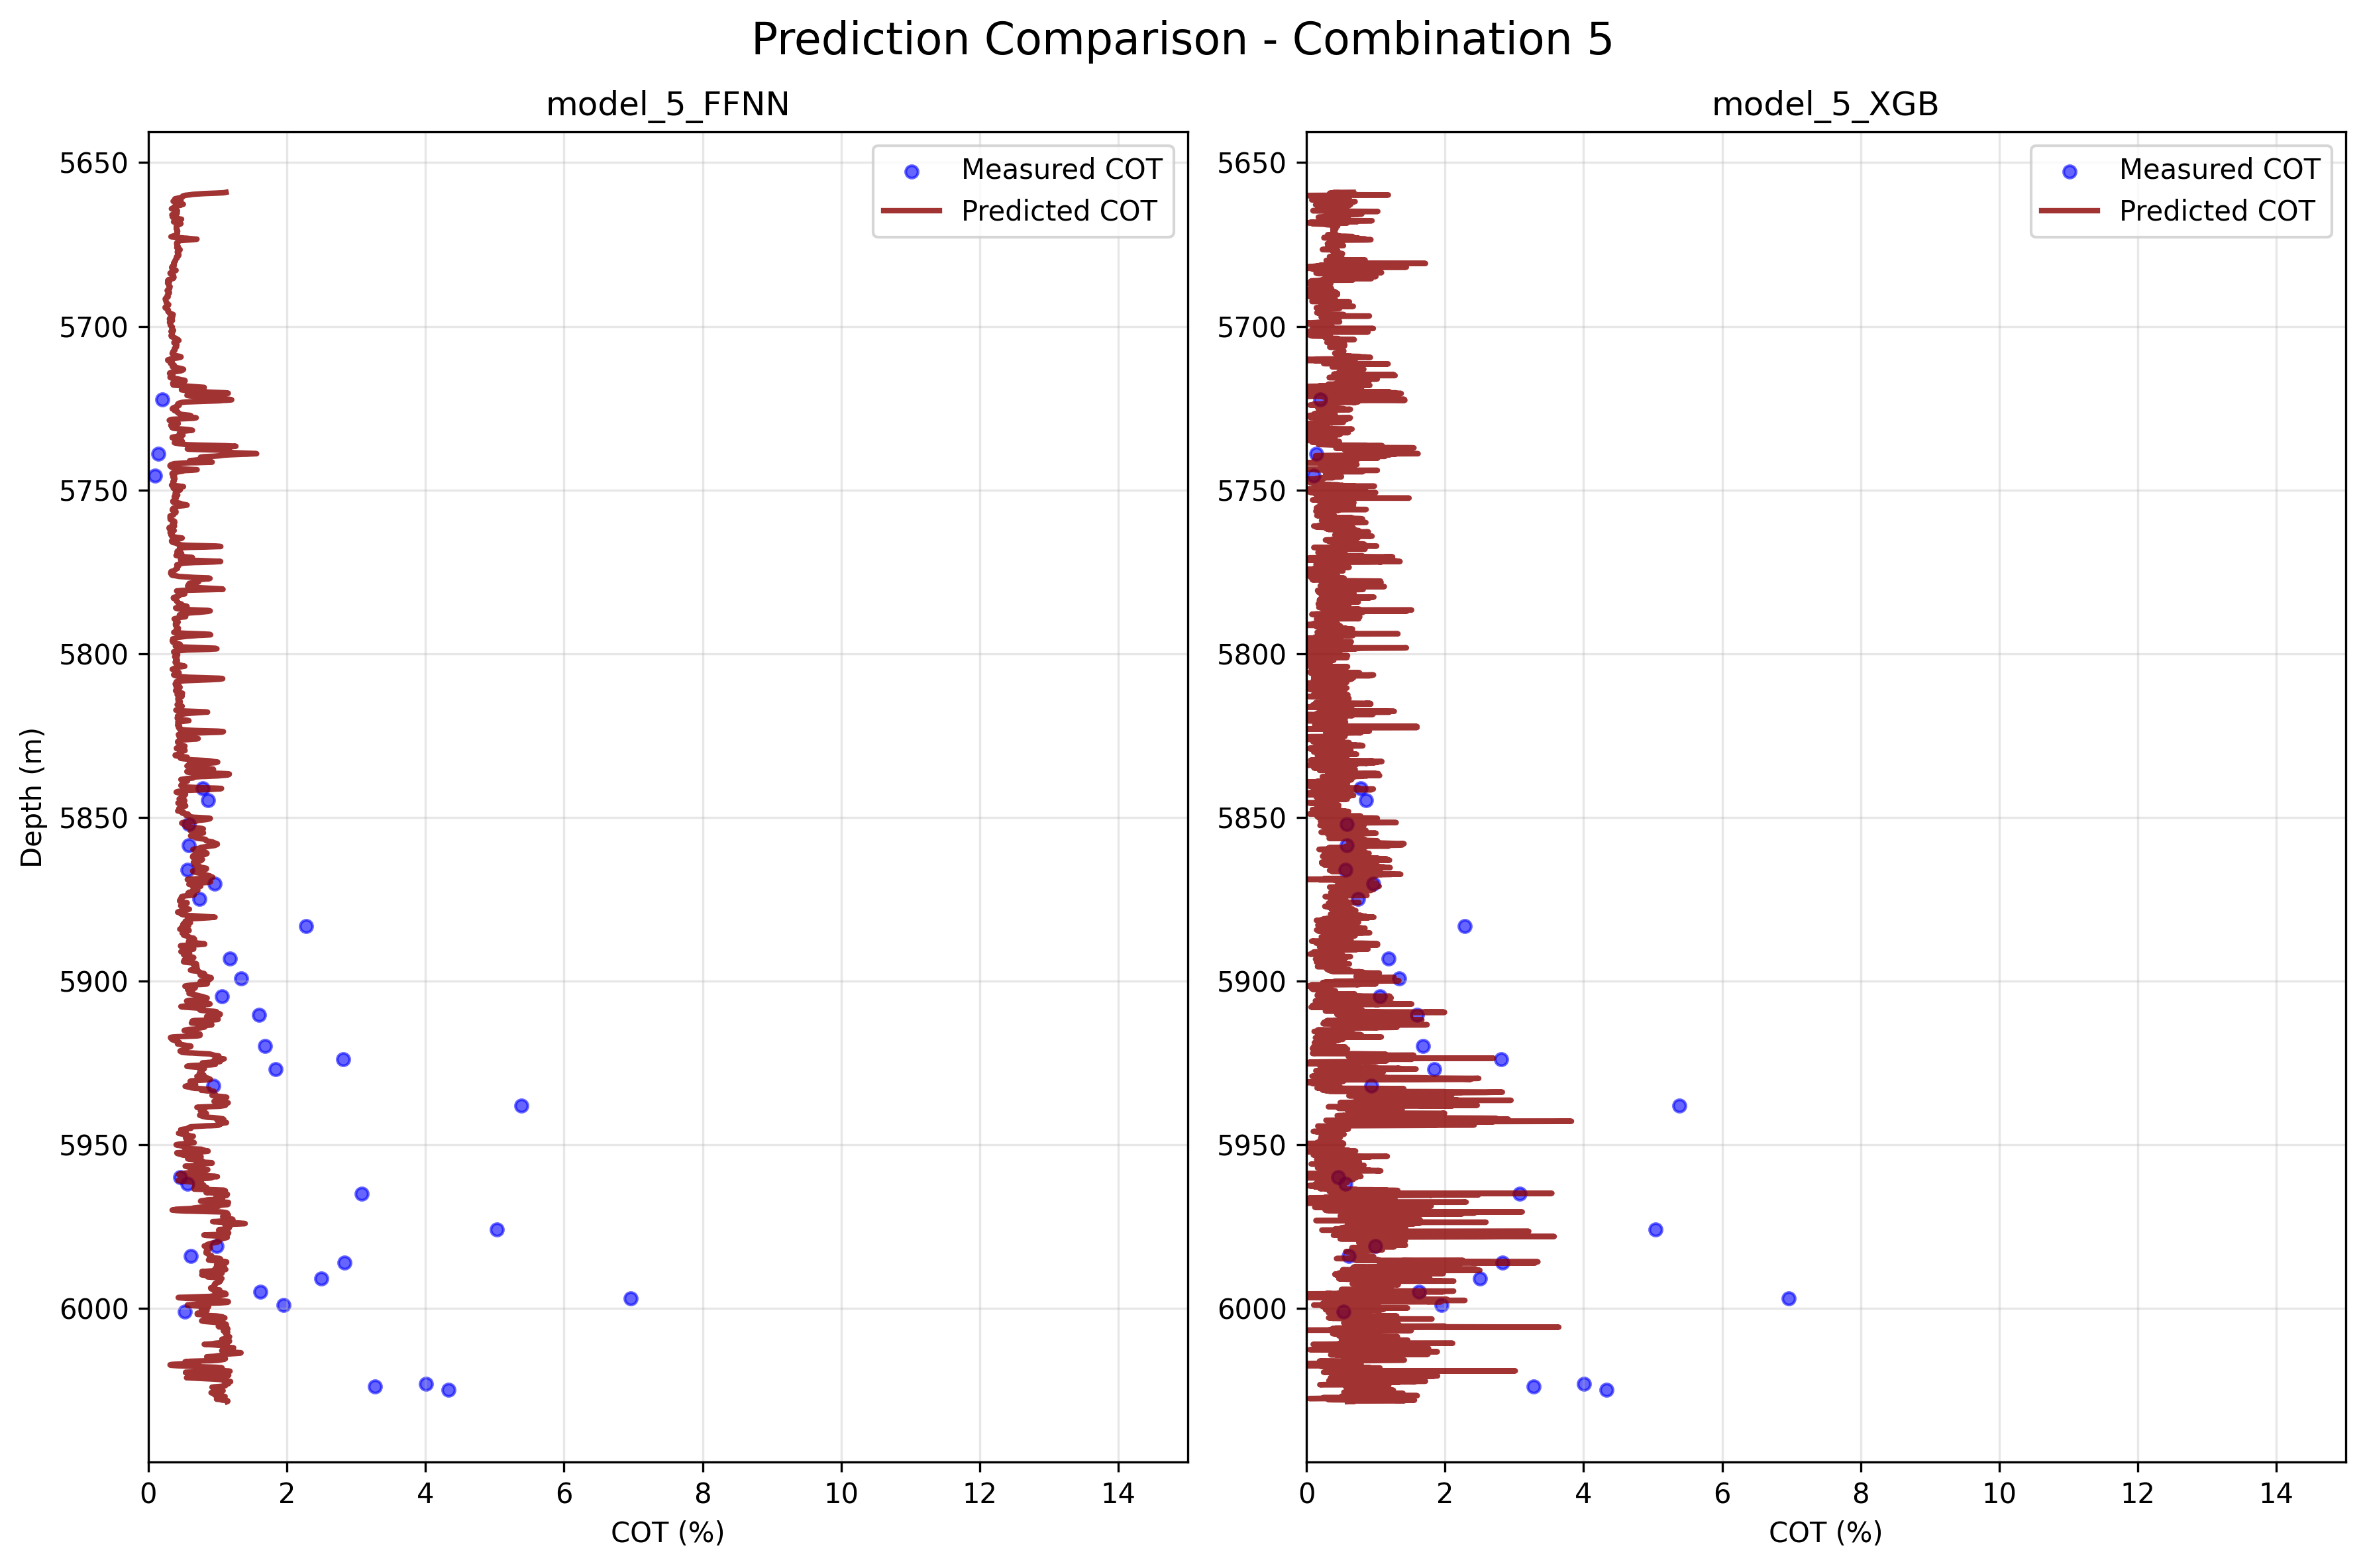 Prediction Comparison - Combination 5
model_5_FFNN
Measured COT
Predicted COT
5650
5700
5750
5800
5850
5900
5950
6000
Depth (m)
0 2 4 6 8 10 12 14
COT (%)
model_5_XGB
Measured COT
Predicted COT
5650
5700
5750
5800
5850
5900
5950
6000
0 2 4 6 8 10 12 14
COT (%)